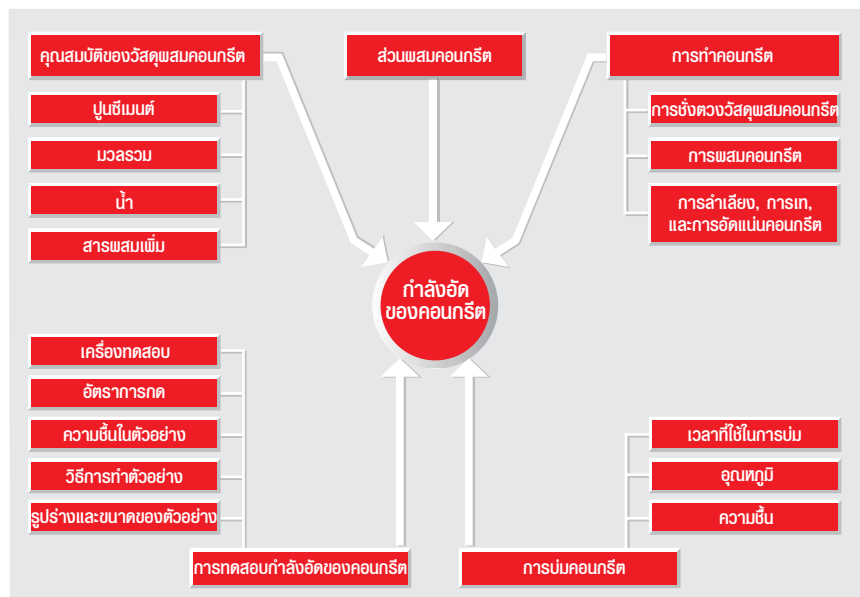 คุณสมบัติของวัสดุผสมคอนกรีต
ปูนซีเมนต์
มวลรวม
น้ำ
สารผสมเพิ่ม
ส่วนผสมคอนกรีต
การทำคอนกรีต
การชั่งตวงวัสดุผสมคอนกรีต
การผสมคอนกรีต
การลำเลียง, การเท,
และการอัดแน่นคอนกรีต
กำลังอัด
ของคอนกรีต
เครื่องทดสอบ
อัตราการกด
ความชื้นในตัวอย่าง
วิธีการทำตัวอย่าง
รูปร่างและขนาดของตัวอย่าง
การทดสอบกำลังอัดของคอนกรีต
เวลาที่ใช้ในการบ่ม
อุณหภูมิ
ความชื้น
การบ่มคอนกรีต